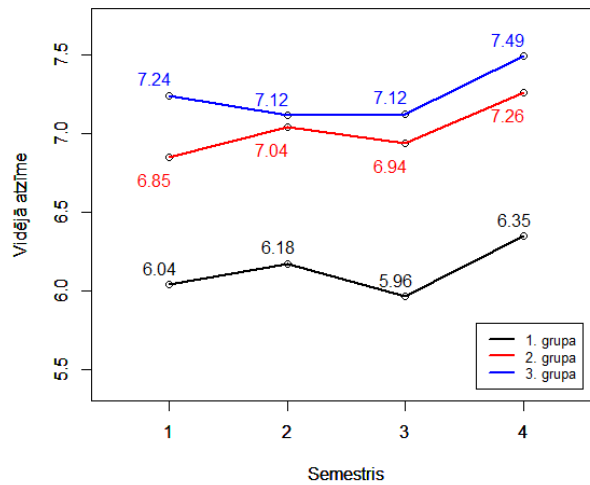 Vidējā atzīme
7.5
7.0
6.5
6.0
5.5
7.24
7.12
7.12
7.49
6.85
7.04
6.94
7.26
6.04
6.18
5.96
6.35
1. grupa
2. grupa
3. grupa
1 2 3 4
Semestris